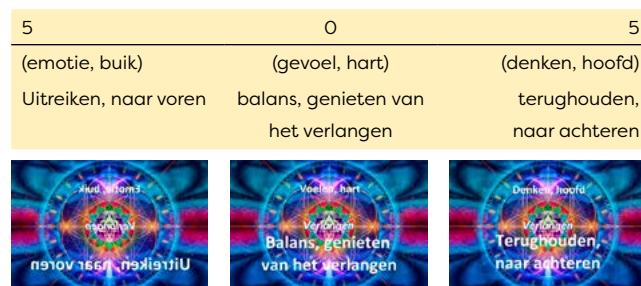 5 0 5
(emotie, buik) (gevoel, hart) (denken, hoofd)
Uitreiken, naar voren balans, genieten van terughouden,
het verlangen naar achteren
Emotie, buik
Verlangen
Uitreiken, naar voren
Voelen, hart
Verlangen
Balans, genieten
van het verlangen
Denken, hoofd
Verlangen
Terughouden,
naar achteren